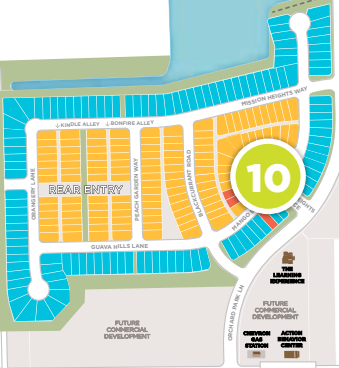 MISSION HEIGHTS WAY
KINDLE ALLEY
BONFIRE ALLEY
ORANGERY LANE
REAR ENTRY
PEACH GARDEN WAY
BLACKCURRANT ROAD
10
GUAVA HILLS LANE
ORCHARD PARK LN
THE
LEARNING
EXPERIENCE
FUTURE
COMMERCIAL
DEVELOPMENT
FUTURE
COMMERCIAL
DEVELOPMENT
CHEVRON
GAS
STATION
ACTION
BEHAVIOR
CENTER